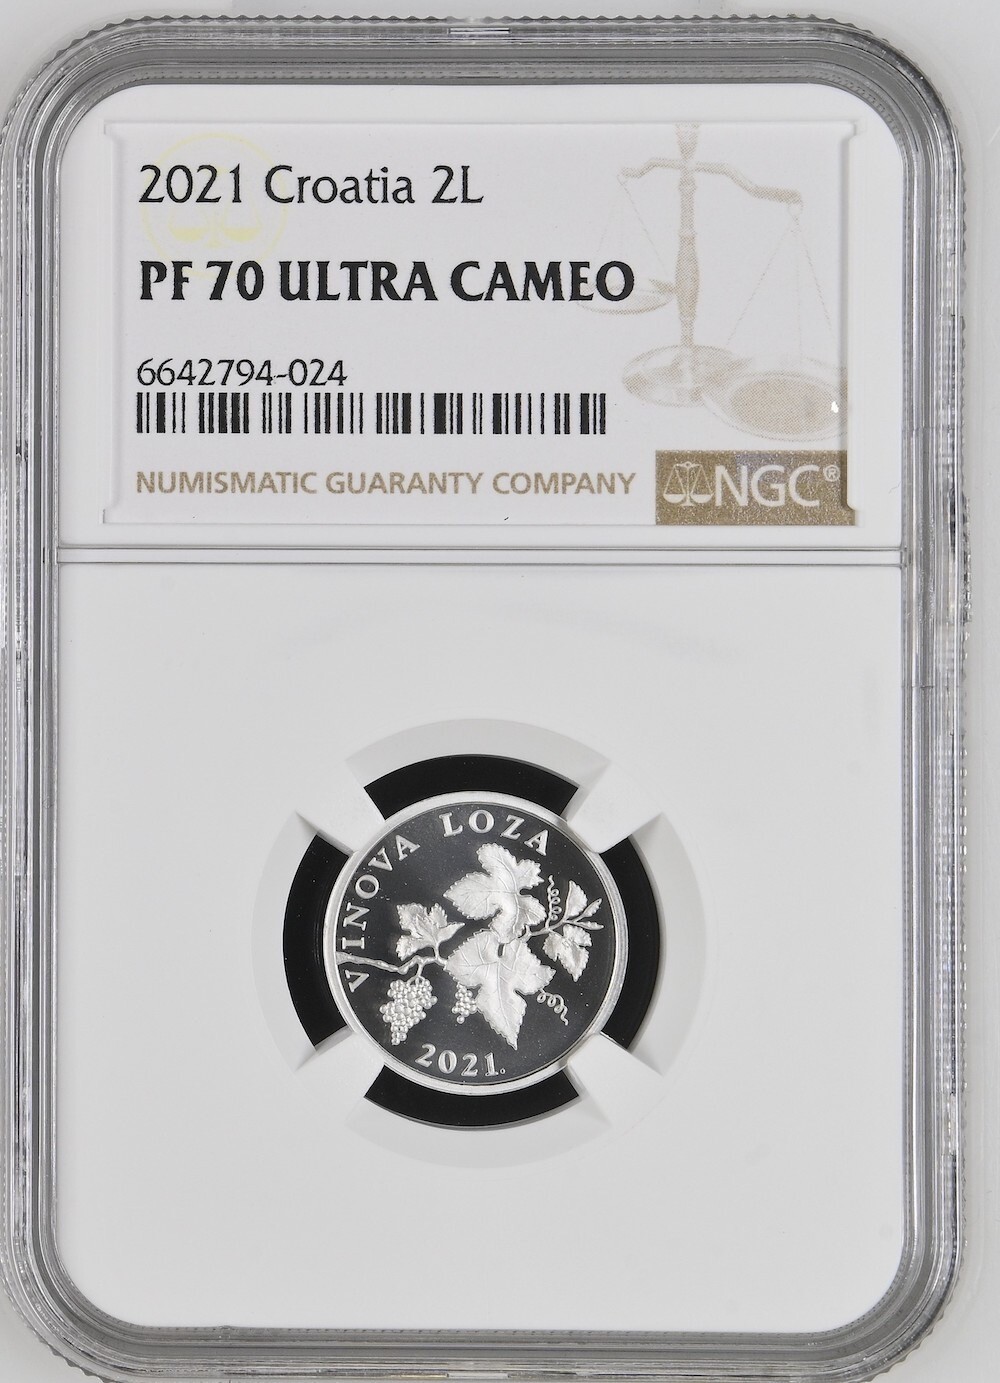 2021 Croatia 2L
PF 70 ULTRA CAMEO
6642794-024
NUMISMATIC GUARANTY COMPANY
NGC®
VINOVA LOZA
2021.